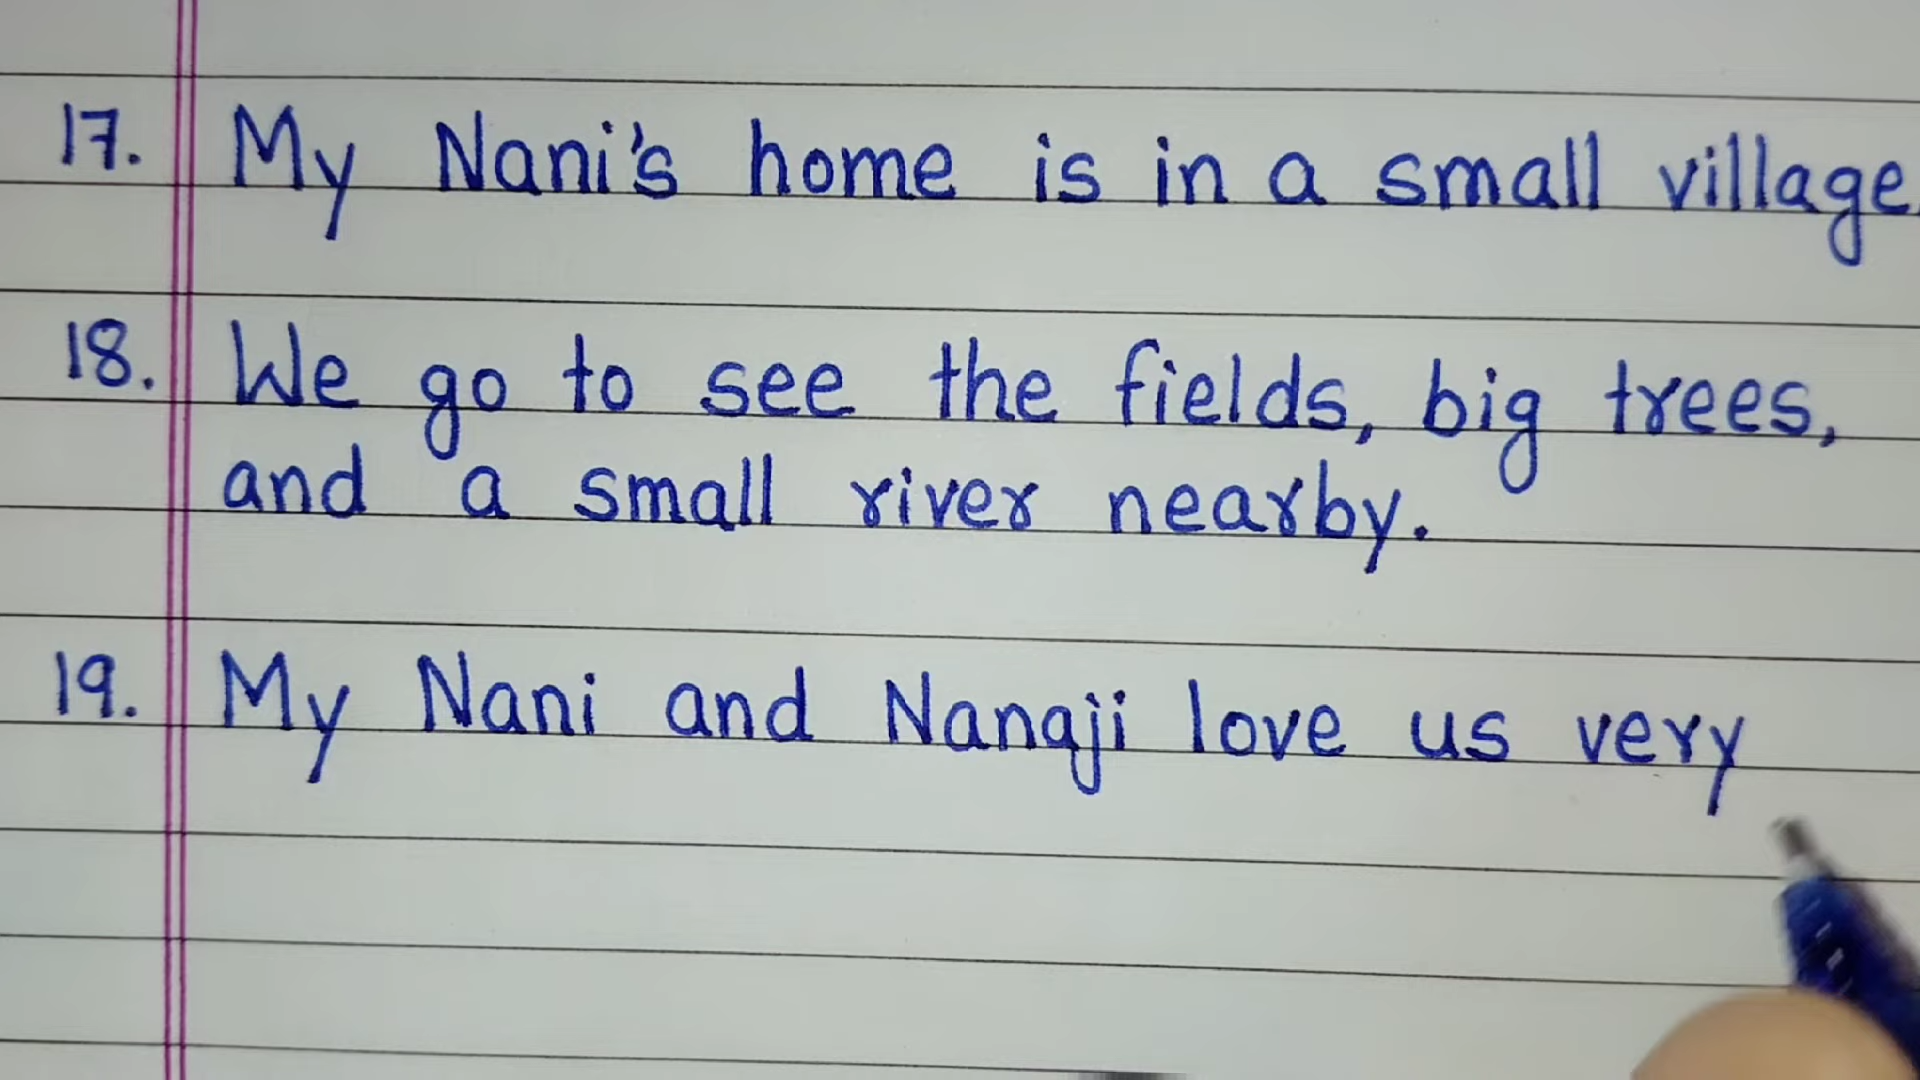 17. My Nani's home is in a small village.
18. We go to see the fields, big trees,
and a small river nearby.
19. My Nani and Nanaji love us very